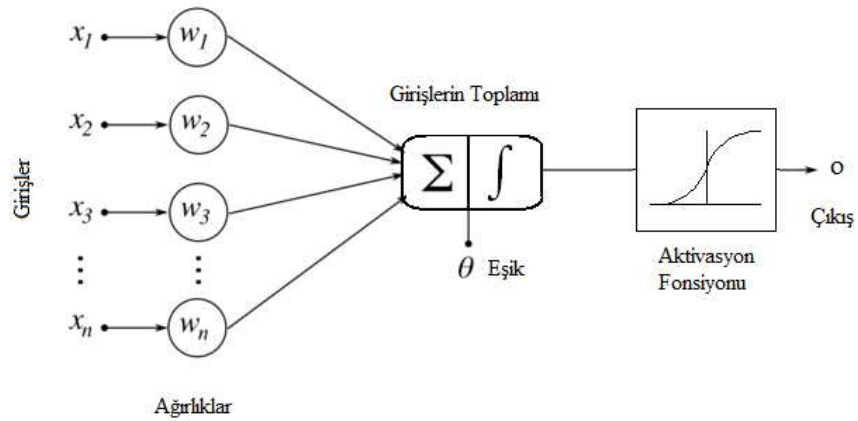 x1 w1
Girişlerin Toplamı
x2 w2
Girişler
Σ ∫
o
x3 w3
Çıkış
θ Eşik
Aktivasyon
Fonsiyonu
⋮ ⋮
xn wn
Ağırlıklar